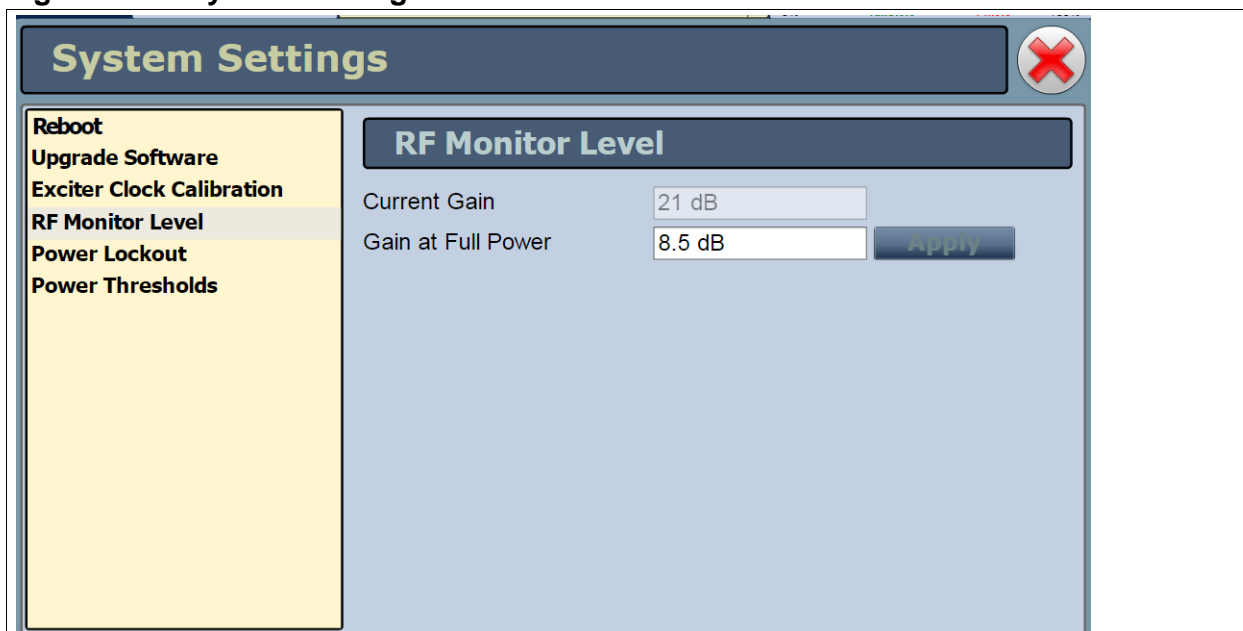 System Settings
Reboot
Upgrade Software
Exciter Clock Calibration
RF Monitor Level
Power Lockout
Power Thresholds
RF Monitor Level
Current Gain 21 dB
Gain at Full Power 8.5 dB Apply